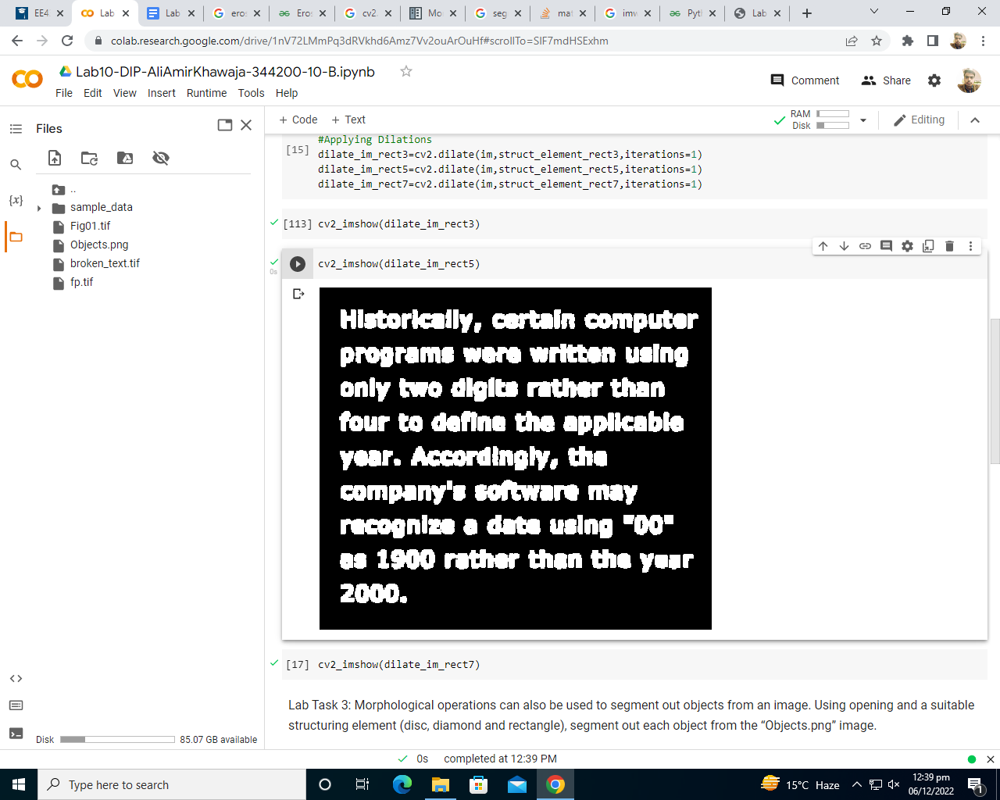 EE4
Lab
Lab
eros
Eros
cv2.
Mo
seg
mat
imw
Pyt
Lab
colab.research.google.com/drive/1nV72LMmPq3dRVkhd6Amz7Vv2ouArOuHf#scrollTo=SIF7mdHSExhm
Lab10-DIP-AliAmirKhawaja-344200-10-B.ipynb
File Edit View Insert Runtime Tools Help
Comment Share
Files
+ Code + Text
RAM
Disk
Editing
..
sample_data
Fig01.tif
Objects.png
broken_text.tif
fp.tif
{x}
#Applying Dilations
[15] dilate_im_rect3=cv2.dilate(im,struct_element_rect3,iterations=1)
dilate_im_rect5=cv2.dilate(im,struct_element_rect5,iterations=1)
dilate_im_rect7=cv2.dilate(im,struct_element_rect7,iterations=1)
[113] cv2_imshow(dilate_im_rect3)
0s
cv2_imshow(dilate_im_rect5)
Historically, certain computer
programs were written using
only two digits rather than
four to define the applicable
year. Accordingly, the
company's software may
recognize a date using "00"
as 1900 rather than the year
2000.
[17] cv2_imshow(dilate_im_rect7)
Lab Task 3: Morphological operations can also be used to segment out objects from an image. Using opening and a suitable
structuring element (disc, diamond and rectangle), segment out each object from the “Objects.png” image.
Disk 85.07 GB available
0s completed at 12:39 PM
Type here to search
15°C Haze
12:39 pm
06/12/2022
1